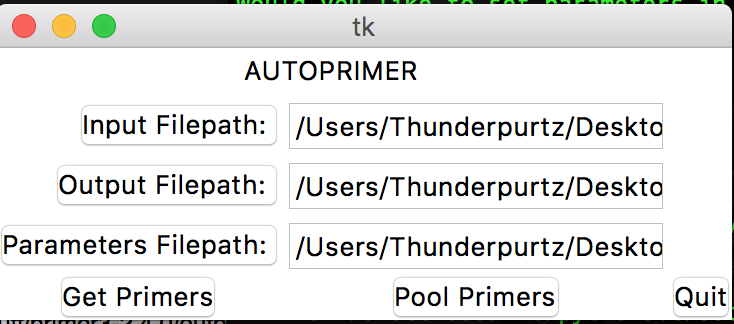 would you like to set parameters in
tk
AUTOPRIMER
Input Filepath: /Users/Thunderpurtz/Deskto
Output Filepath: /Users/Thunderpurtz/Deskto
Parameters Filepath: /Users/Thunderpurtz/Deskto
Get Primers Pool Primers Quit